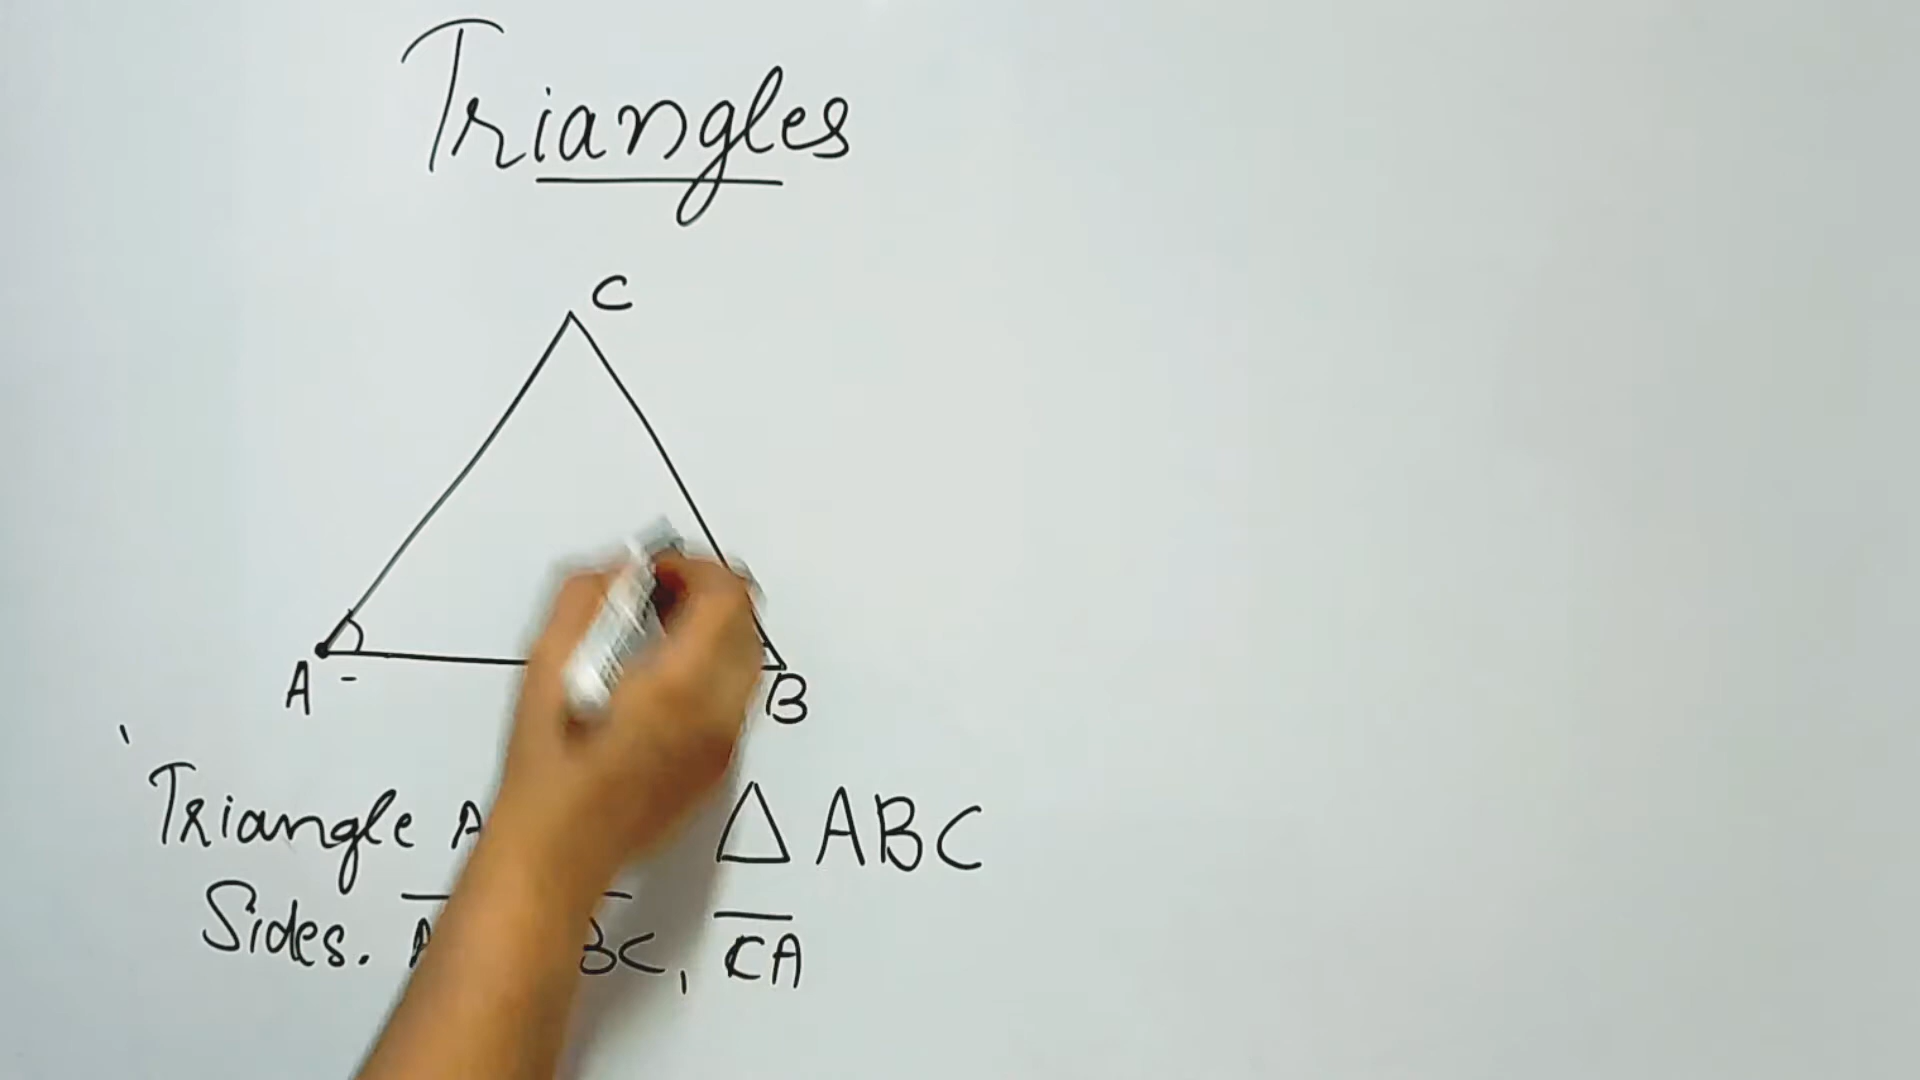 Triangles
C
A
B
Triangle A △ ABC
Sides. A BC, CA